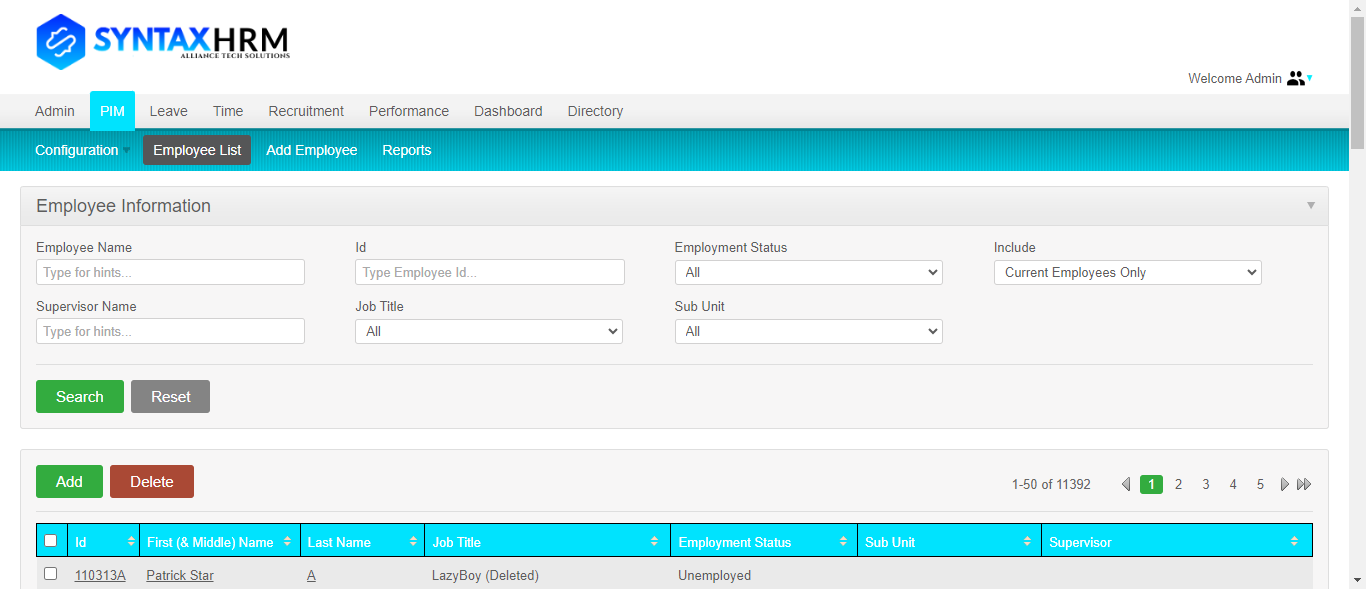 SYNTAXHRM
ALLIANCE TECH SOLUTIONS
Welcome Admin
Admin PIM Leave Time Recruitment Performance Dashboard Directory
Configuration Employee List Add Employee Reports
Employee Information
Employee Name Id Employment Status Include
Type for hints... Type Employee Id... All Current Employees Only
Supervisor Name Job Title Sub Unit
Type for hints... All All
Search Reset
Add Delete 1-50 of 11392 1 2 3 4 5
Id First (& Middle) Name Last Name Job Title Employment Status Sub Unit Supervisor
110313A Patrick Star A LazyBoy (Deleted) Unemployed